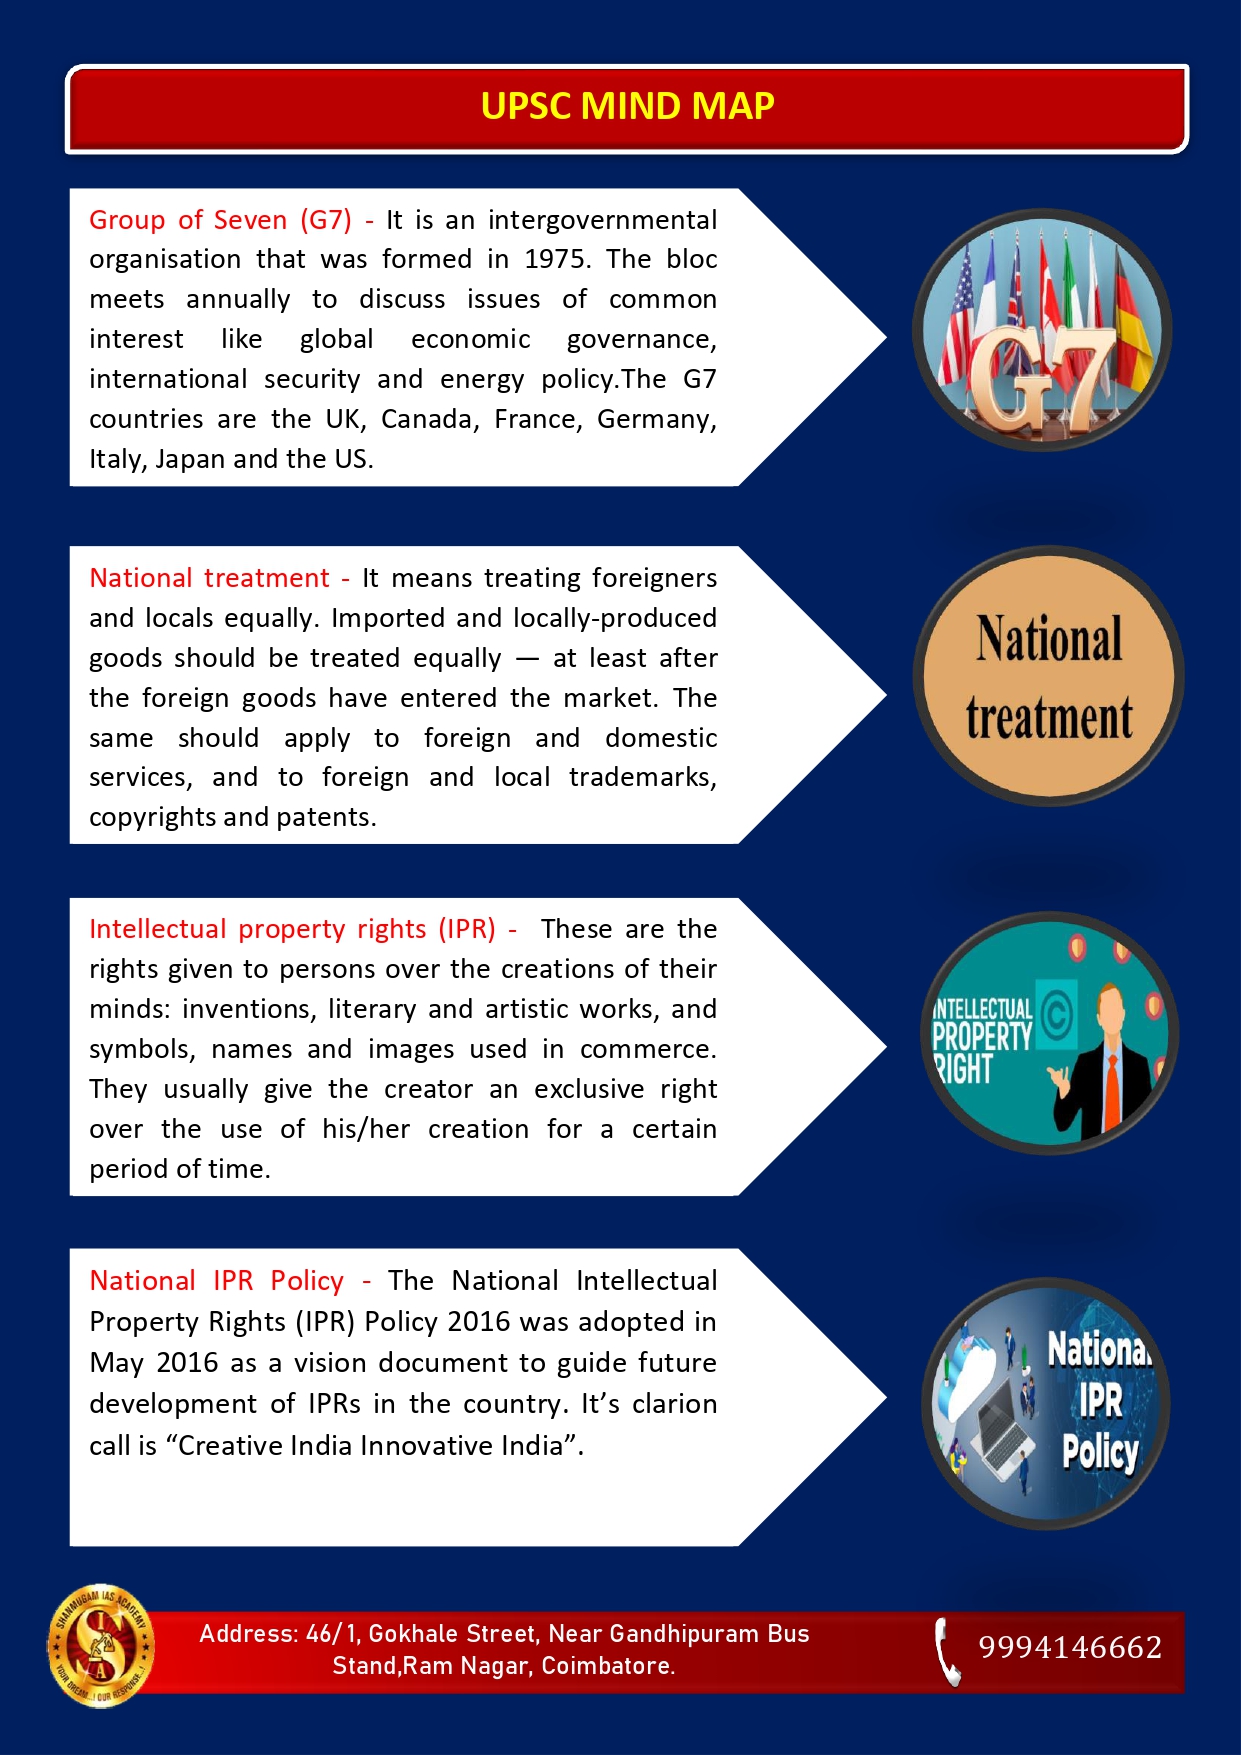 UPSC MIND MAP
Group of Seven (G7) - It is an intergovernmental
organisation that was formed in 1975. The bloc
meets annually to discuss issues of common
interest like global economic governance,
international security and energy policy.The G7
countries are the UK, Canada, France, Germany,
Italy, Japan and the US.
G7
National treatment - It means treating foreigners
and locals equally. Imported and locally-produced
goods should be treated equally — at least after
the foreign goods have entered the market. The
same should apply to foreign and domestic
services, and to foreign and local trademarks,
copyrights and patents.
National
treatment
Intellectual property rights (IPR) - These are the
rights given to persons over the creations of their
minds: inventions, literary and artistic works, and
symbols, names and images used in commerce.
They usually give the creator an exclusive right
over the use of his/her creation for a certain
period of time.
INTELLECTUAL
PROPERTY
RIGHT
©
National IPR Policy - The National Intellectual
Property Rights (IPR) Policy 2016 was adopted in
May 2016 as a vision document to guide future
development of IPRs in the country. It’s clarion
call is “Creative India Innovative India”.
National
IPR
Policy
SHANMUGAM IAS ACADEMY
SIA
YOUR DREAM...! OUR RESPONSE...!
Address: 46/1, Gokhale Street, Near Gandhipuram Bus
Stand,Ram Nagar, Coimbatore.
9994146662